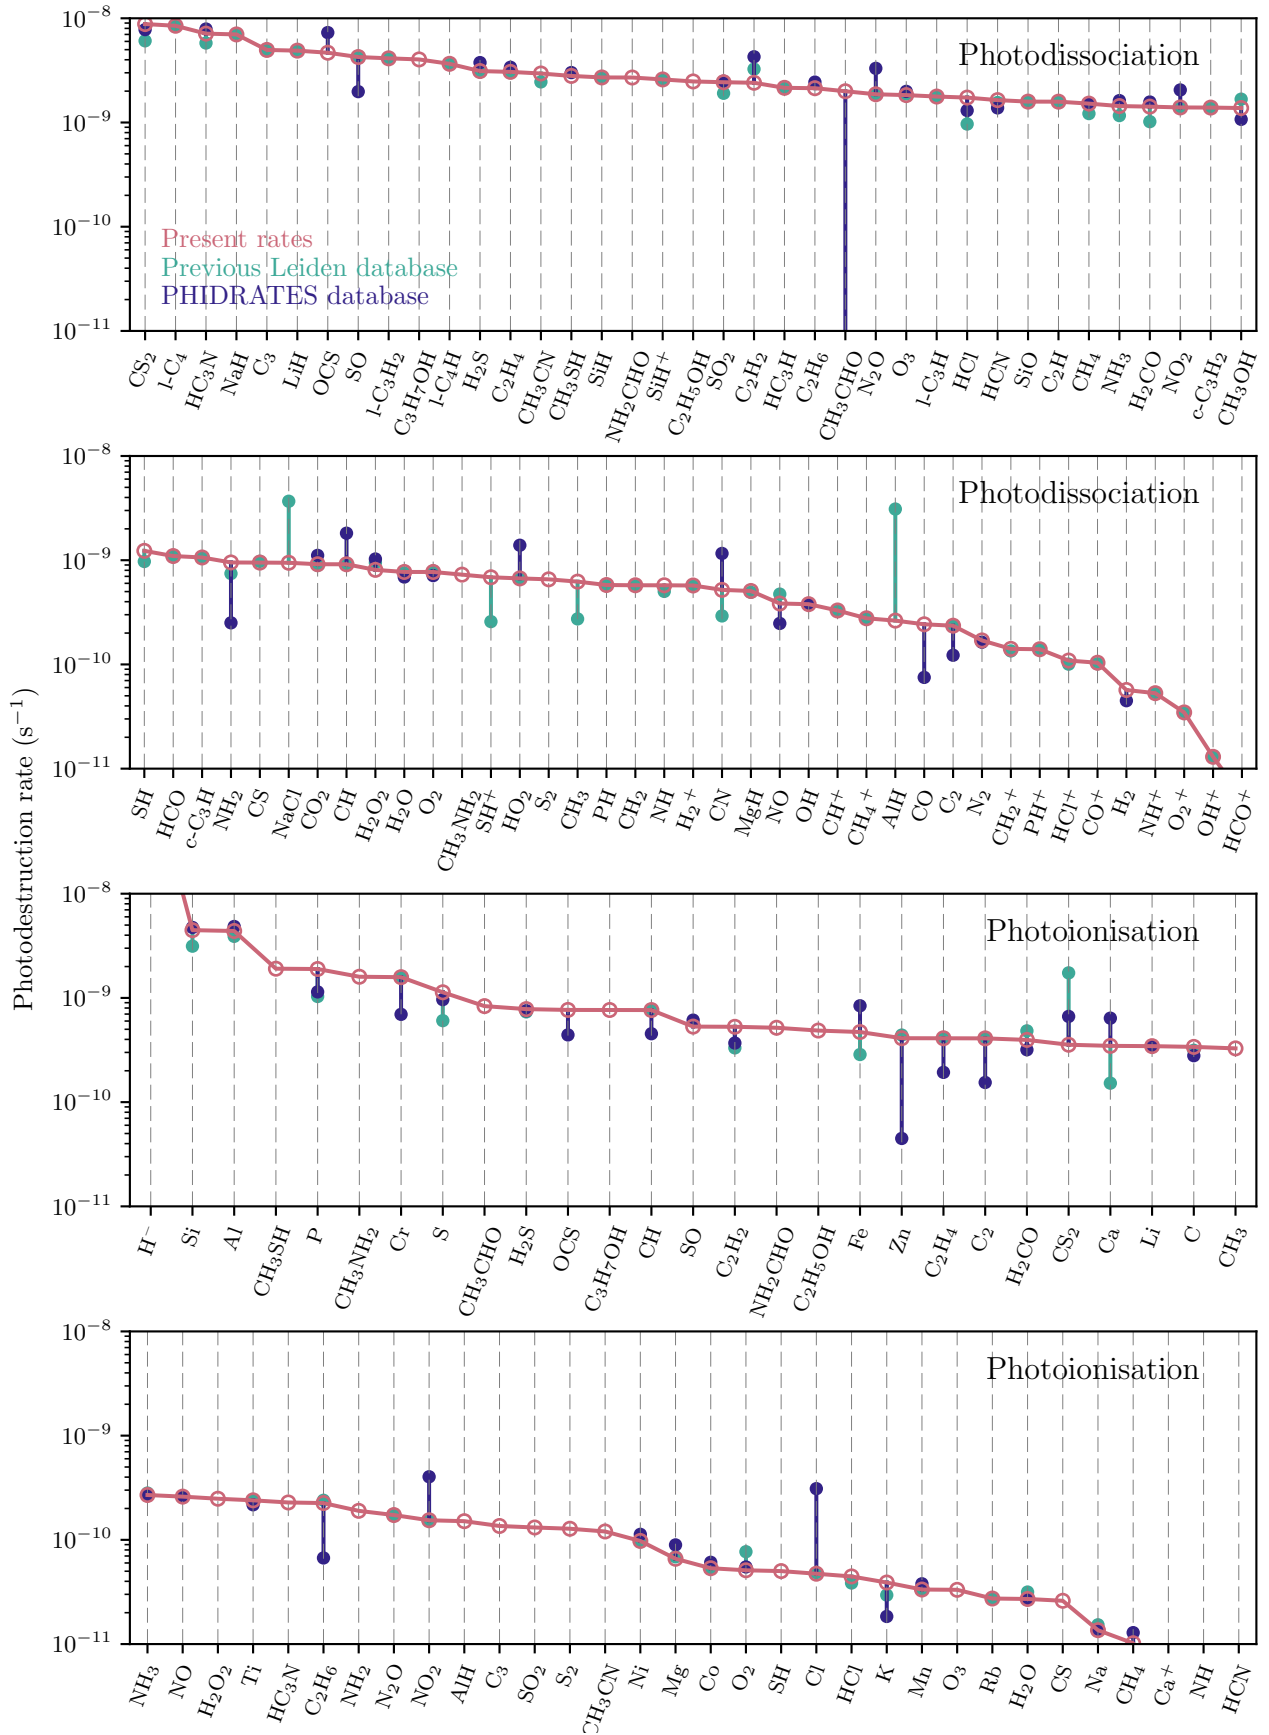 Photodestruction rate (s⁻¹)
10⁻⁸
10⁻⁹
10⁻¹⁰
10⁻¹¹
Photodissociation
Present rates
Previous Leiden database
PHIDRATES database
CS₂ l-C₄ HC₃N NaH C₃ LiH OCS SO l-C₃H₂ C₃H₇OH l-C₄H H₂S C₂H₄ CH₃CN CH₃SH SiH NH₂CHO SiH+ C₂H₅OH SO₂ C₂H₂ HC₃H C₂H₆ CH₃CHO N₂O O₃ l-C₃H HCl HCN SiO C₂H CH₄ NH₃ H₂CO NO₂ c-C₃H₂ CH₃OH
10⁻⁸
10⁻⁹
10⁻¹⁰
10⁻¹¹
Photodissociation
SH HCO c-C₃H NH₂ CS NaCl CO₂ CH H₂O₂ H₂O O₂ CH₃NH₂ SH+ HO₂ S₂ CH₃ PH CH₂ NH H₂+ CN MgH NO OH CH+ CH₄+ AlH CO C₂ N₂ CH₂+ PH+ HCl+ CO+ H₂ NH+ O₂+ OH+ HCO+
10⁻⁸
10⁻⁹
10⁻¹⁰
10⁻¹¹
Photoionisation
H⁻ Si Al CH₃SH P CH₃NH₂ Cr S CH₃CHO H₂S OCS C₃H₇OH CH SO C₂H₂ NH₂CHO C₂H₅OH Fe Zn C₂H₄ C₂ H₂CO CS₂ Ca Li C CH₃
10⁻⁸
10⁻⁹
10⁻¹⁰
10⁻¹¹
Photoionisation
NH₃ NO H₂O₂ Ti HC₃N C₂H₆ NH₂ N₂O NO₂ AlH C₃ SO₂ S₂ CH₃CN Ni Mg Co O₂ SH Cl HCl K Mn O₃ Rb H₂O CS Na CH₄ Ca+ NH HCN